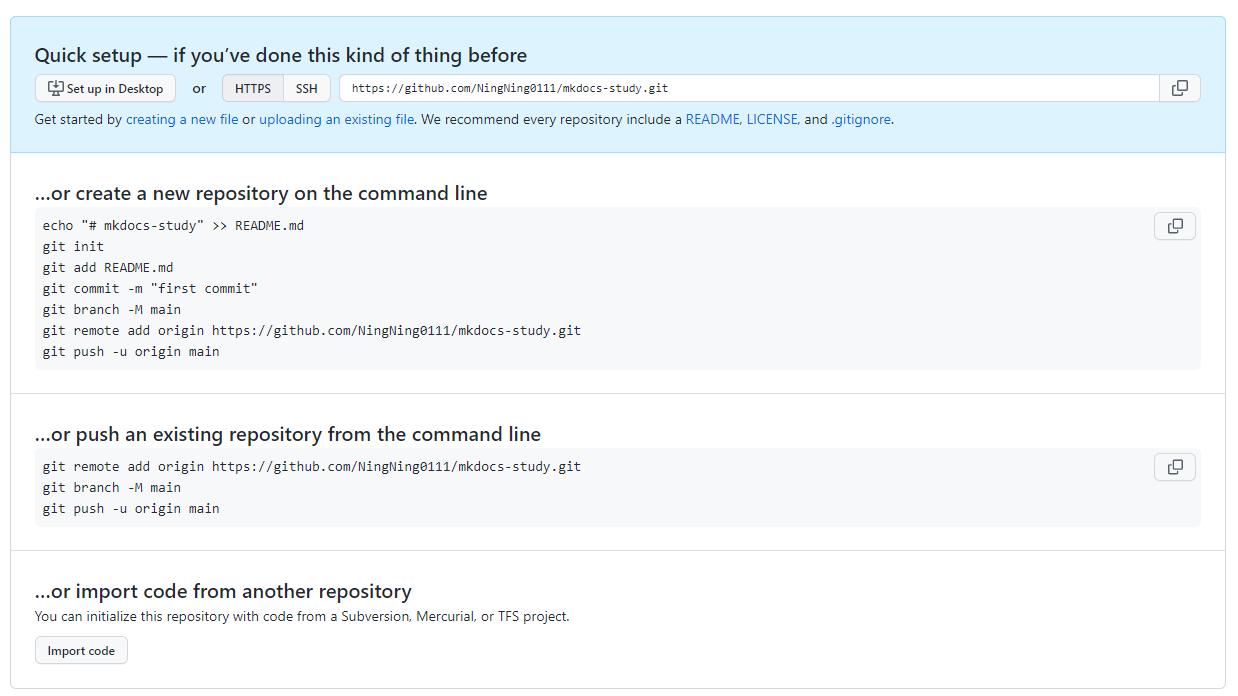 Quick setup — if you’ve done this kind of thing before
Set up in Desktop or HTTPS SSH https://github.com/NingNing0111/mkdocs-study.git
Get started by creating a new file or uploading an existing file. We recommend every repository include a README, LICENSE, and .gitignore.
…or create a new repository on the command line
echo "# mkdocs-study" >> README.md
git init
git add README.md
git commit -m "first commit"
git branch -M main
git remote add origin https://github.com/NingNing0111/mkdocs-study.git
git push -u origin main
…or push an existing repository from the command line
git remote add origin https://github.com/NingNing0111/mkdocs-study.git
git branch -M main
git push -u origin main
…or import code from another repository
You can initialize this repository with code from a Subversion, Mercurial, or TFS project.
Import code